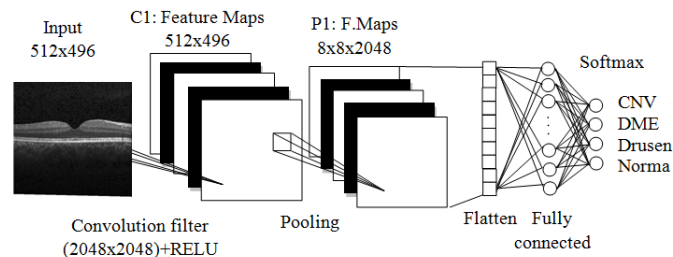 Input
512x496
C1: Feature Maps
512x496
P1: F.Maps
8x8x2048
Softmax
CNV
DME
Drusen
Norma
Convolution filter
(2048x2048)+RELU
Pooling
Flatten
Fully
connected